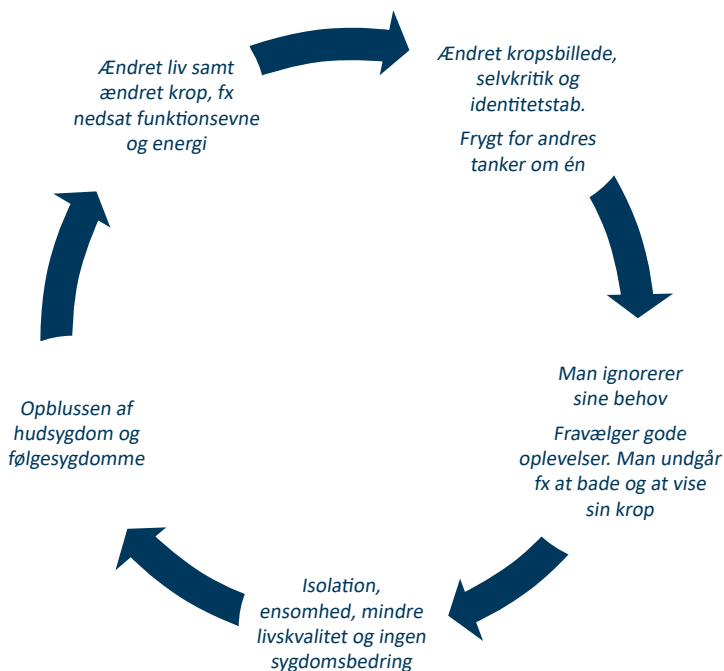 Ændret liv samt
ændret krop, fx
nedsat funktionsevne
og energi
Ændret kropsbillede,
selvkritik og
identitetstab.
Frygt for andres
tanker om én
Man ignorerer
sine behov
Fravælger gode
oplevelser. Man undgår
fx at bade og at vise
sin krop
Isolation,
ensomhed, mindre
livskvalitet og ingen
sygdomsbedring
Opblussen af
hudsygdom og
følgesygdomme